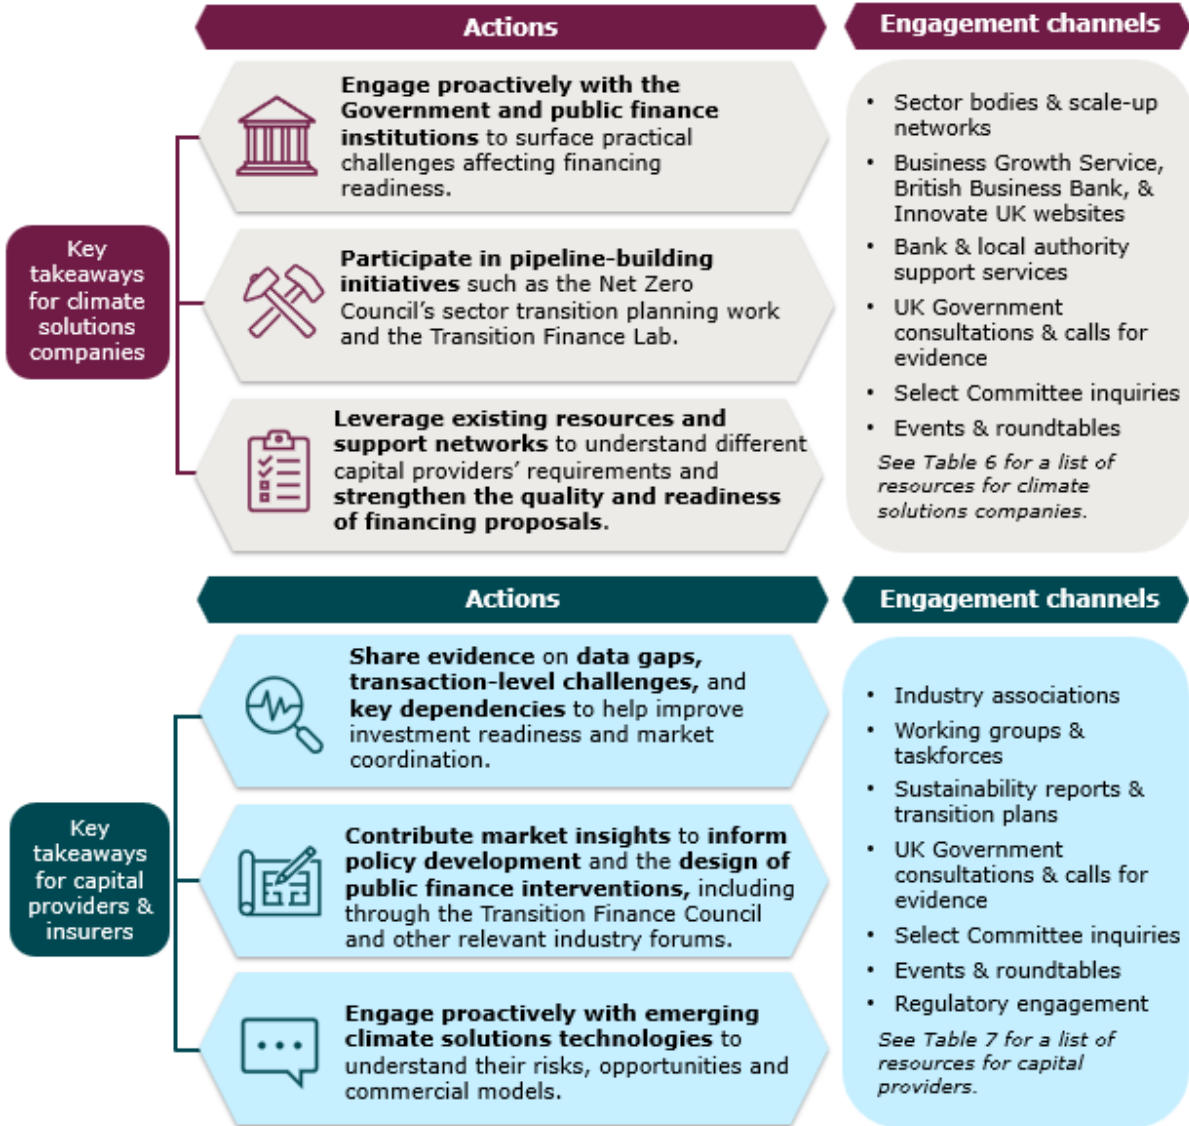 Actions
Engagement channels
Key
takeaways
for climate
solutions
companies
Engage proactively with the
Government and public finance
institutions to surface practical
challenges affecting financing
readiness.
Participate in pipeline-building
initiatives such as the Net Zero
Council's sector transition planning work
and the Transition Finance Lab.
Leverage existing resources and
support networks to understand different
capital providers' requirements and
strengthen the quality and readiness
of financing proposals.
• Sector bodies & scale-up
networks
• Business Growth Service,
British Business Bank, &
Innovate UK websites
• Bank & local authority
support services
• UK Government
consultations & calls for
evidence
• Select Committee inquiries
• Events & roundtables
See Table 6 for a list of
resources for climate
solutions companies.
Actions
Engagement channels
Key
takeaways
for capital
providers &
insurers
Share evidence on data gaps,
transaction-level challenges, and
key dependencies to help improve
investment readiness and market
coordination.
Contribute market insights to inform
policy development and the design of
public finance interventions, including
through the Transition Finance Council
and other relevant industry forums.
Engage proactively with emerging
climate solutions technologies to
understand their risks, opportunities and
commercial models.
• Industry associations
• Working groups &
taskforces
• Sustainability reports &
transition plans
• UK Government
consultations & calls for
evidence
• Select Committee inquiries
• Events & roundtables
• Regulatory engagement
See Table 7 for a list of
resources for capital
providers.